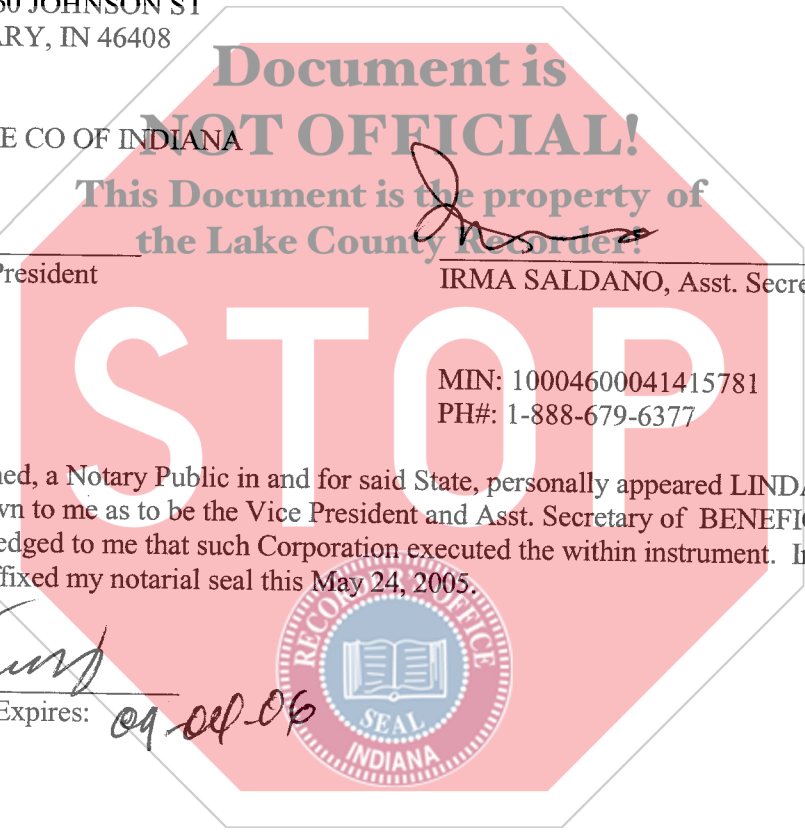 60 JOHNSON ST
ARY, IN 46408
Document is
NOT OFFICIAL!
E CO OF INDIANA
This Document is the property of
the Lake County Recorder!
President
IRMA SALDANO, Asst. Secre
STOP
MIN: 10004600041415781
PH#: 1-888-679-6377
ned, a Notary Public in and for said State, personally appeared LINDA
wn to me as to be the Vice President and Asst. Secretary of BENEFIC
edged to me that such Corporation executed the within instrument. In
ffixed my notarial seal this May 24, 2005.
RECORDER'S OFFICE
SEAL
INDIANA
Expires: 09-04-06